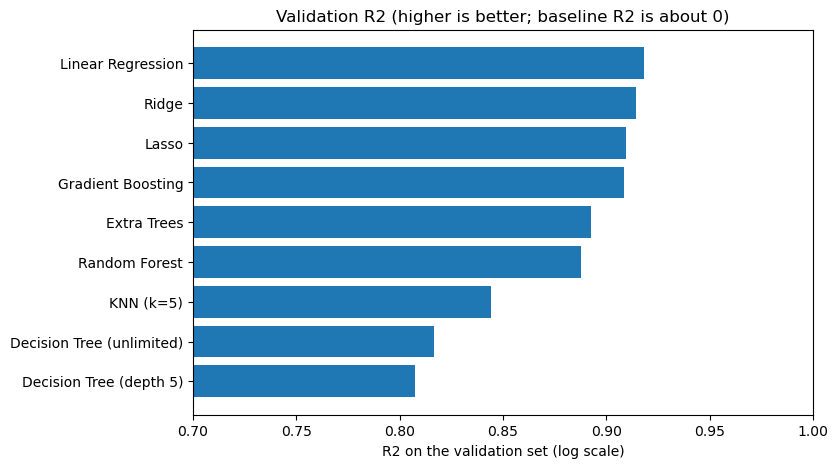 Validation R2 (higher is better; baseline R2 is about 0)
Linear Regression
Ridge
Lasso
Gradient Boosting
Extra Trees
Random Forest
KNN (k=5)
Decision Tree (unlimited)
Decision Tree (depth 5)
0.70 0.75 0.80 0.85 0.90 0.95 1.00
R2 on the validation set (log scale)